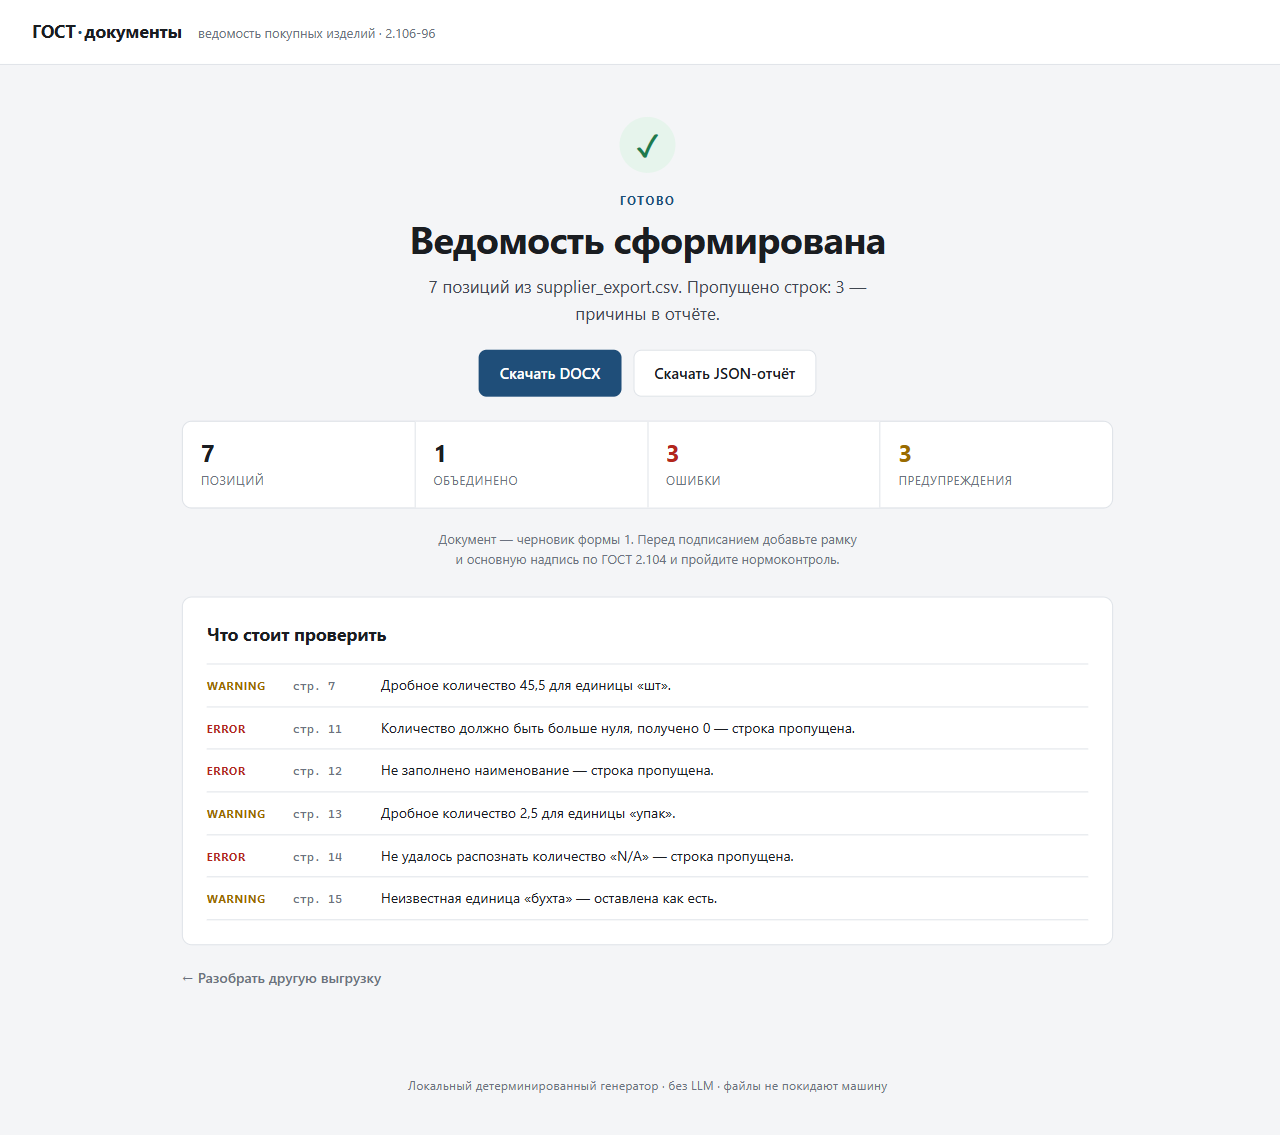 ГОСТ·документы ведомость покупных изделий · 2.106-96
✓
ГОТОВО
Ведомость сформирована
7 позиций из supplier_export.csv. Пропущено строк: 3 —
причины в отчёте.
Скачать DOCX Скачать JSON-отчёт
7 1 3 3
ПОЗИЦИЙ ОБЪЕДИНЕНО ОШИБКИ ПРЕДУПРЕЖДЕНИЯ
Документ — черновик формы 1. Перед подписанием добавьте рамку
и основную надпись по ГОСТ 2.104 и пройдите нормоконтроль.
Что стоит проверить
WARNING стр. 7 Дробное количество 45,5 для единицы «шт».
ERROR стр. 11 Количество должно быть больше нуля, получено 0 — строка пропущена.
ERROR стр. 12 Не заполнено наименование — строка пропущена.
WARNING стр. 13 Дробное количество 2,5 для единицы «упак».
ERROR стр. 14 Не удалось распознать количество «N/A» — строка пропущена.
WARNING стр. 15 Неизвестная единица «бухта» — оставлена как есть.
← Разобрать другую выгрузку
Локальный детерминированный генератор · без LLM · файлы не покидают машину